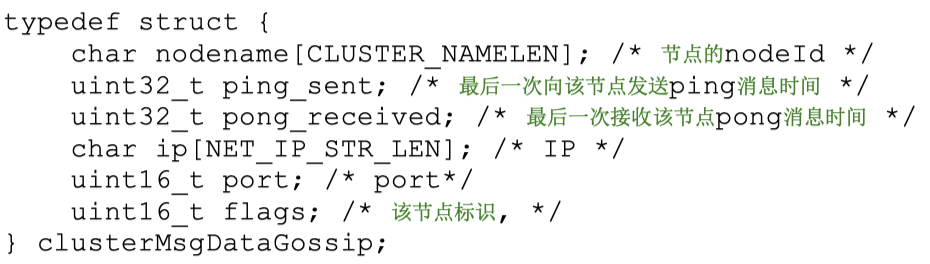 typedef struct {
    char nodename[CLUSTER_NAMELEN]; /* 节点的nodeId */
    uint32_t ping_sent; /* 最后一次向该节点发送ping消息时间 */
    uint32_t pong_received; /* 最后一次接收该节点pong消息时间 */
    char ip[NET_IP_STR_LEN]; /* IP */
    uint16_t port; /* port*/
    uint16_t flags; /* 该节点标识, */
} clusterMsgDataGossip;